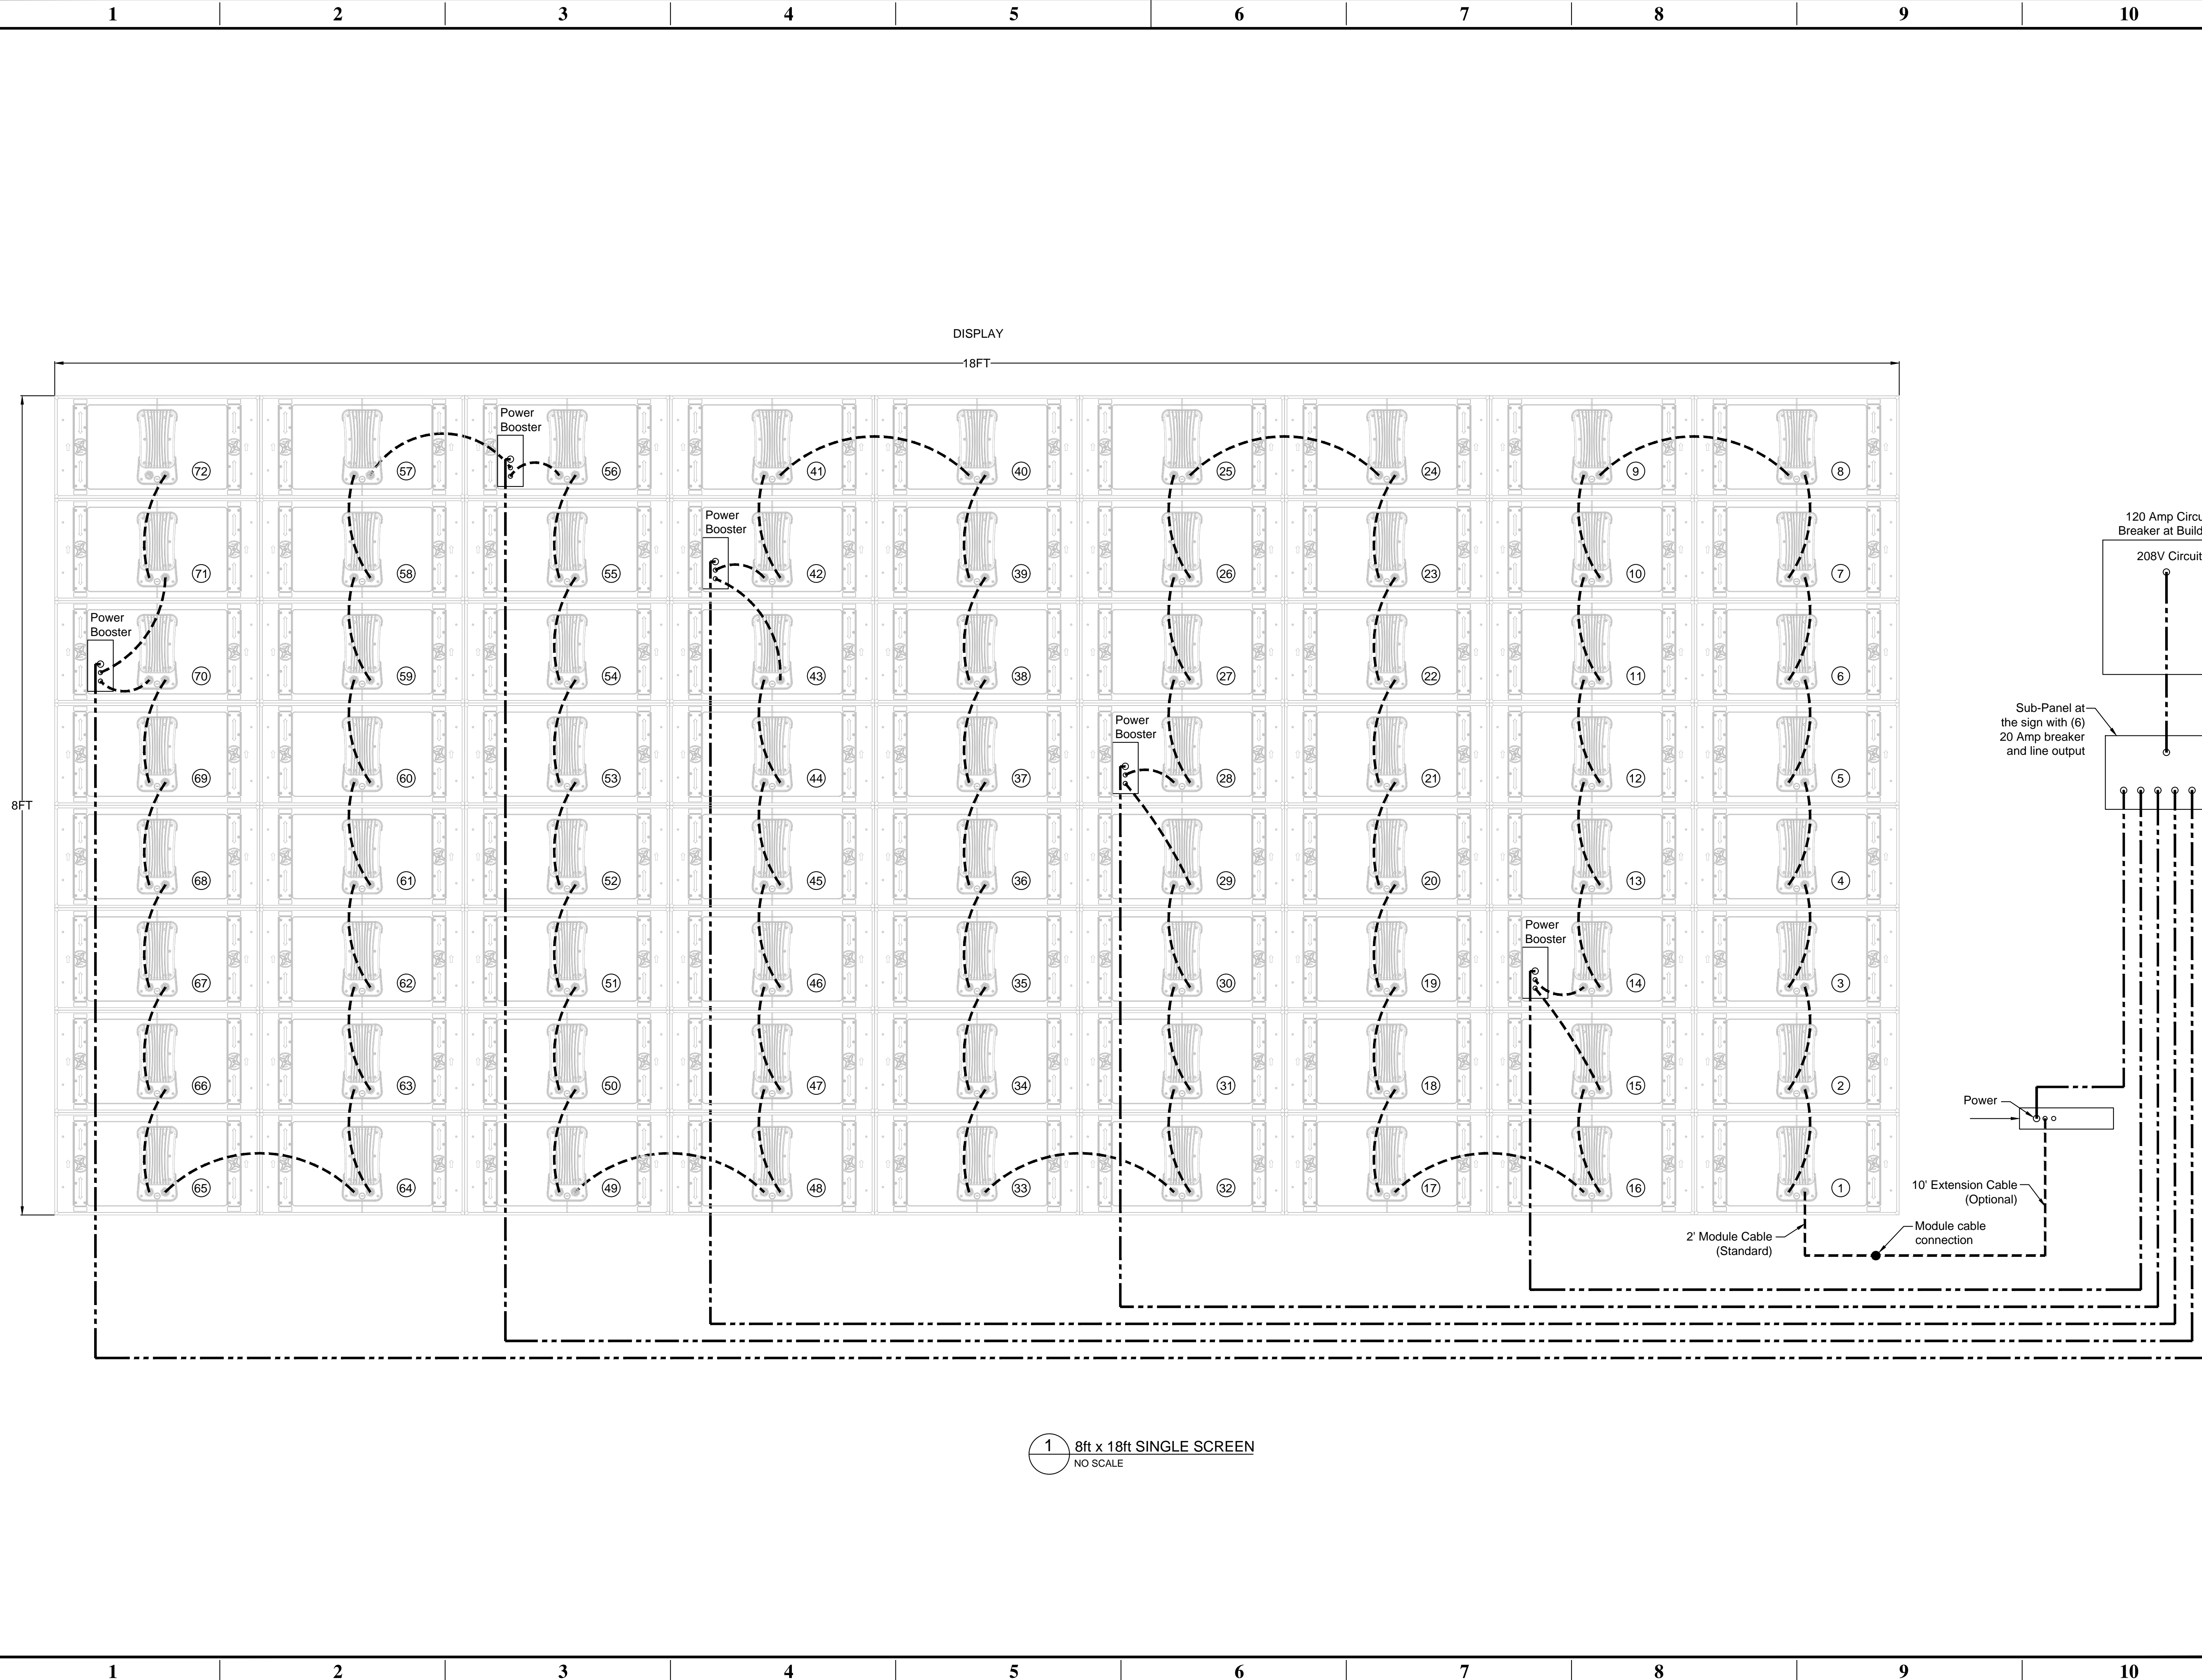 1 2 3 4 5 6 7 8 9 10
DISPLAY
18FT
8FT
Power
Booster
72 57 56 41 40 25 24 9 8
Power
Booster
71 58 55 42 39 26 23 10 7
Power
Booster
70 59 54 43 38 27 22 11 6
Power
Booster
69 60 53 44 37 28 21 12 5
68 61 52 45 36 29 20 13 4
Power
Booster
67 62 51 46 35 30 19 14 3
66 63 50 47 34 31 18 15 2
65 64 49 48 33 32 17 16 1
120 Amp Circu
Breaker at Build
208V Circuit
Sub-Panel at
the sign with (6)
20 Amp breaker
and line output
Power
10' Extension Cable
(Optional)
Module cable
connection
2' Module Cable
(Standard)
1
8ft x 18ft SINGLE SCREEN
NO SCALE
1 2 3 4 5 6 7 8 9 10